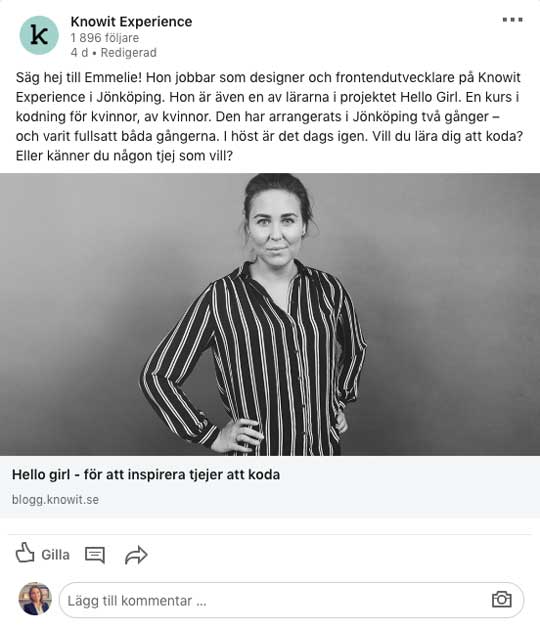 k
Knowit Experience
1 896 följare
4 d • Redigerad
Säg hej till Emmelie! Hon jobbar som designer och frontendutvecklare på Knowit
Experience i Jönköping. Hon är även en av lärarna i projektet Hello Girl. En kurs i
kodning för kvinnor, av kvinnor. Den har arrangerats i Jönköping två gånger –
och varit fullsatt båda gångerna. I höst är det dags igen. Vill du lära dig att koda?
Eller känner du någon tjej som vill?
Hello girl - för att inspirera tjejer att koda
blogg.knowit.se
Gilla
Lägg till kommentar ...